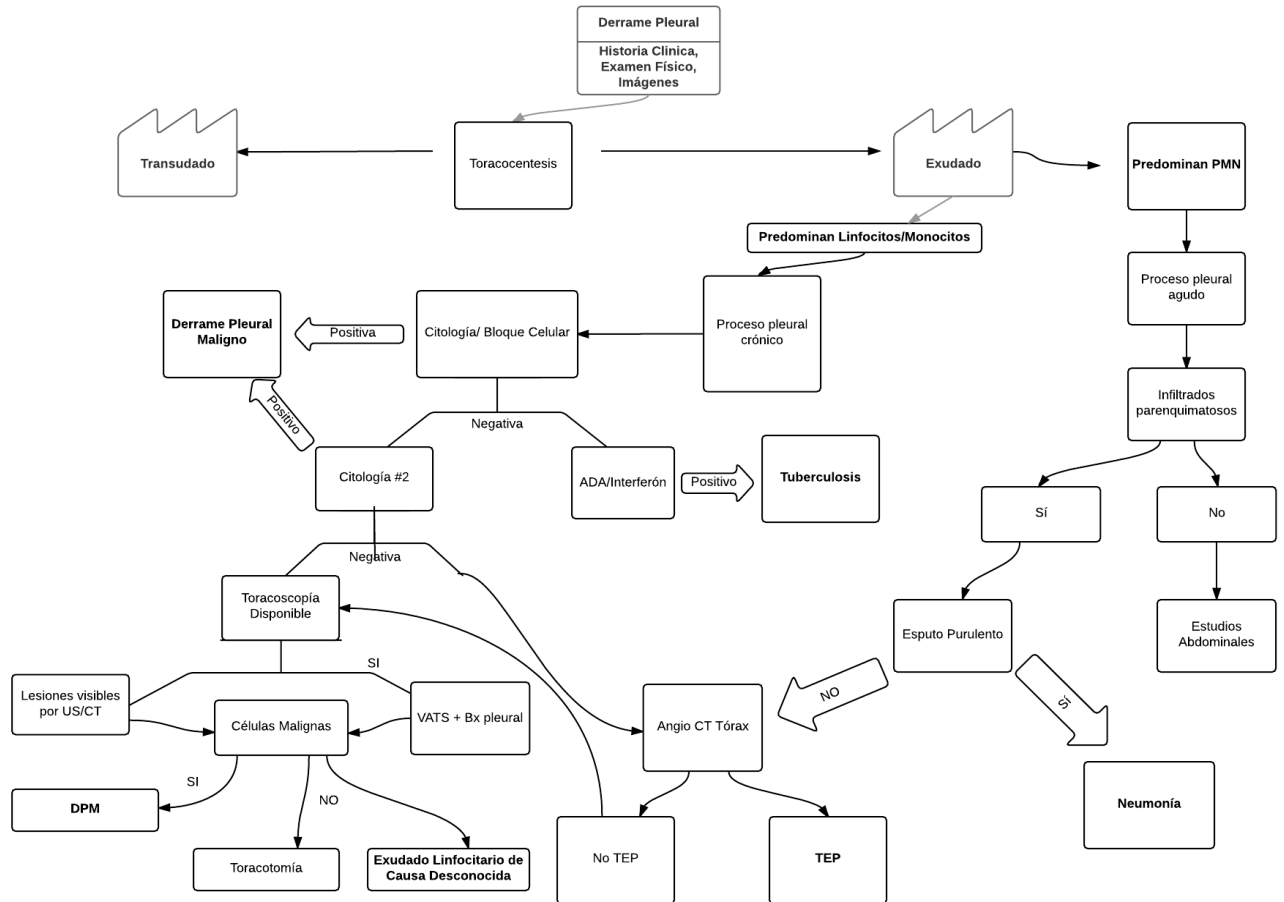 Derrame Pleural
Historia Clinica,
Examen Físico,
Imágenes
Transudado
Toracocentesis
Exudado
Predominan PMN
Predominan Linfocitos/Monocitos
Proceso pleural
agudo
Derrame Pleural
Maligno
Positiva
Citología/ Bloque Celular
Proceso pleural
crónico
Infiltrados
parenquimatosos
Positivo
Negativa
Citología #2
ADA/Interferón
Positivo
Tuberculosis
Sí
No
Negativa
Toracoscopía
Disponible
Esputo Purulento
Estudios
Abdominales
SI
Lesiones visibles
por US/CT
Células Malignas
VATS + Bx pleural
Angio CT Tórax
NO
Sí
SI
DPM
NO
Neumonía
Toracotomía
Exudado Linfocitario de
Causa Desconocida
No TEP
TEP